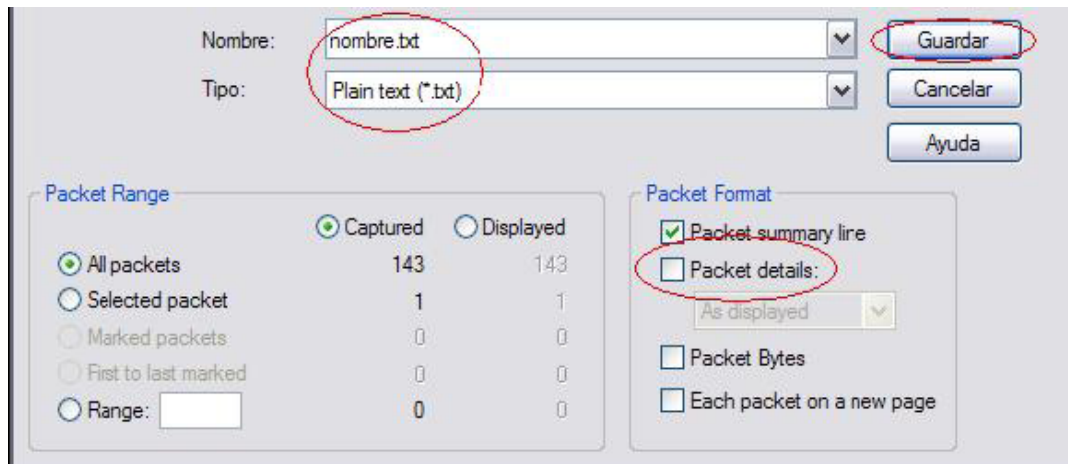 Nombre: nombre.txt Guardar
Tipo: Plain text (*.txt) Cancelar
Ayuda
Packet Range
Captured Displayed
All packets 143 143
Selected packet 1 1
Marked packets 0 0
First to last marked 0 0
Range: 0 0
Packet Format
Packet summary line
Packet details:
As displayed
Packet Bytes
Each packet on a new page